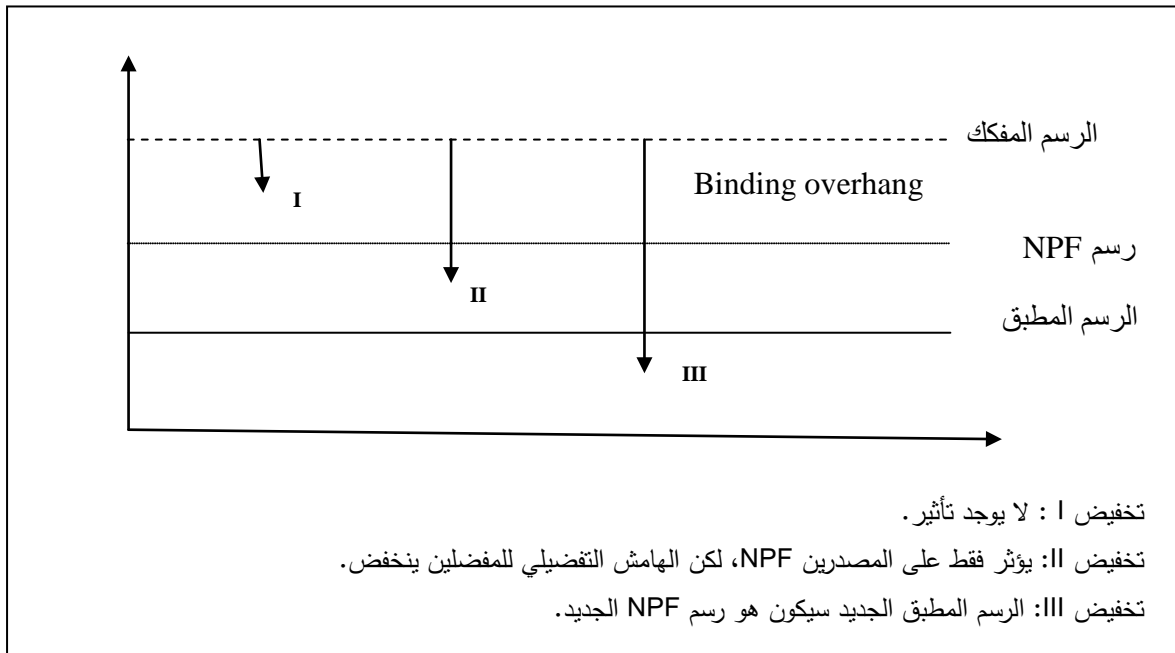 الرسم المفكك
Binding overhang
I
رسم NPF
II
الرسم المطبق
III
تخفيض I : لا يوجد تأثير.
تخفيض II: يؤثر فقط على المصدرين NPF، لكن الهامش التفضيلي للمفضلين ينخفض.
تخفيض III: الرسم المطبق الجديد سيكون هو رسم NPF الجديد.